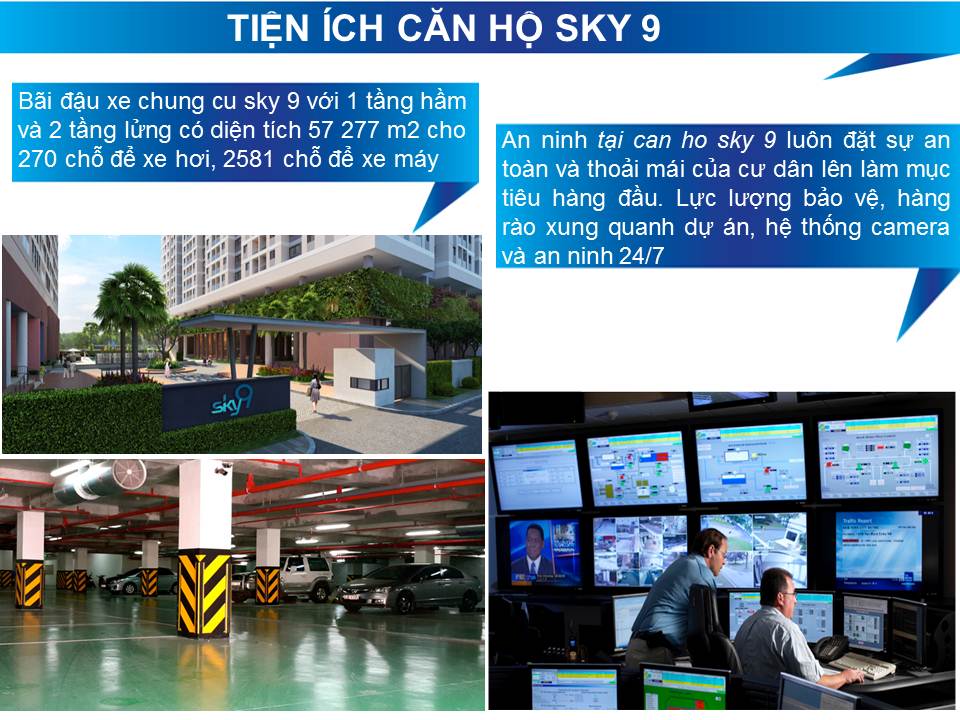 TIỆN ÍCH CĂN HỘ SKY 9
Bãi đậu xe chung cu sky 9 với 1 tầng hầm
và 2 tầng lửng có diện tích 57 277 m2 cho
270 chỗ để xe hơi, 2581 chỗ để xe máy
An ninh tại can ho sky 9 luôn đặt sự an
toàn và thoải mái của cư dân lên làm mục
tiêu hàng đầu. Lực lượng bảo vệ, hàng
rào xung quanh dự án, hệ thống camera
và an ninh 24/7
sky9
Traffic Report